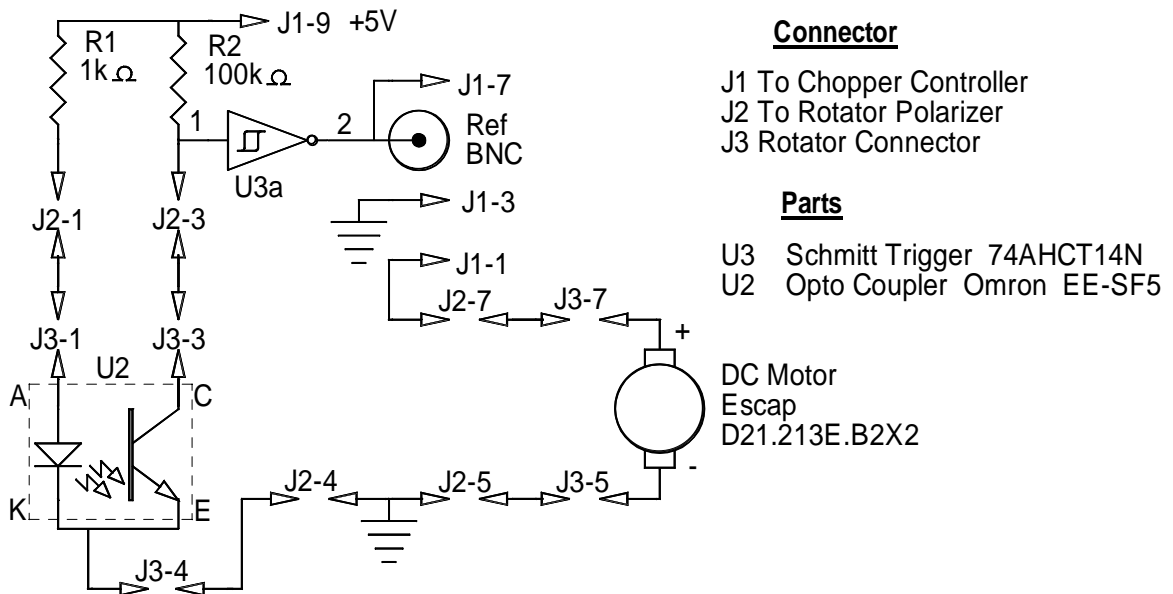 J1-9 +5V
R1
1kΩ
R2
100kΩ
J1-7
1
2
Ref
BNC
U3a
J1-3
J2-1
J2-3
J1-1
J2-7
J3-7
J3-1
J3-3
U2
A
C
K
E
+
-
DC Motor
Escap
D21.213E.B2X2
J2-4
J2-5
J3-5
J3-4
Connector
J1 To Chopper Controller
J2 To Rotator Polarizer
J3 Rotator Connector
Parts
U3 Schmitt Trigger 74AHCT14N
U2 Opto Coupler Omron EE-SF5